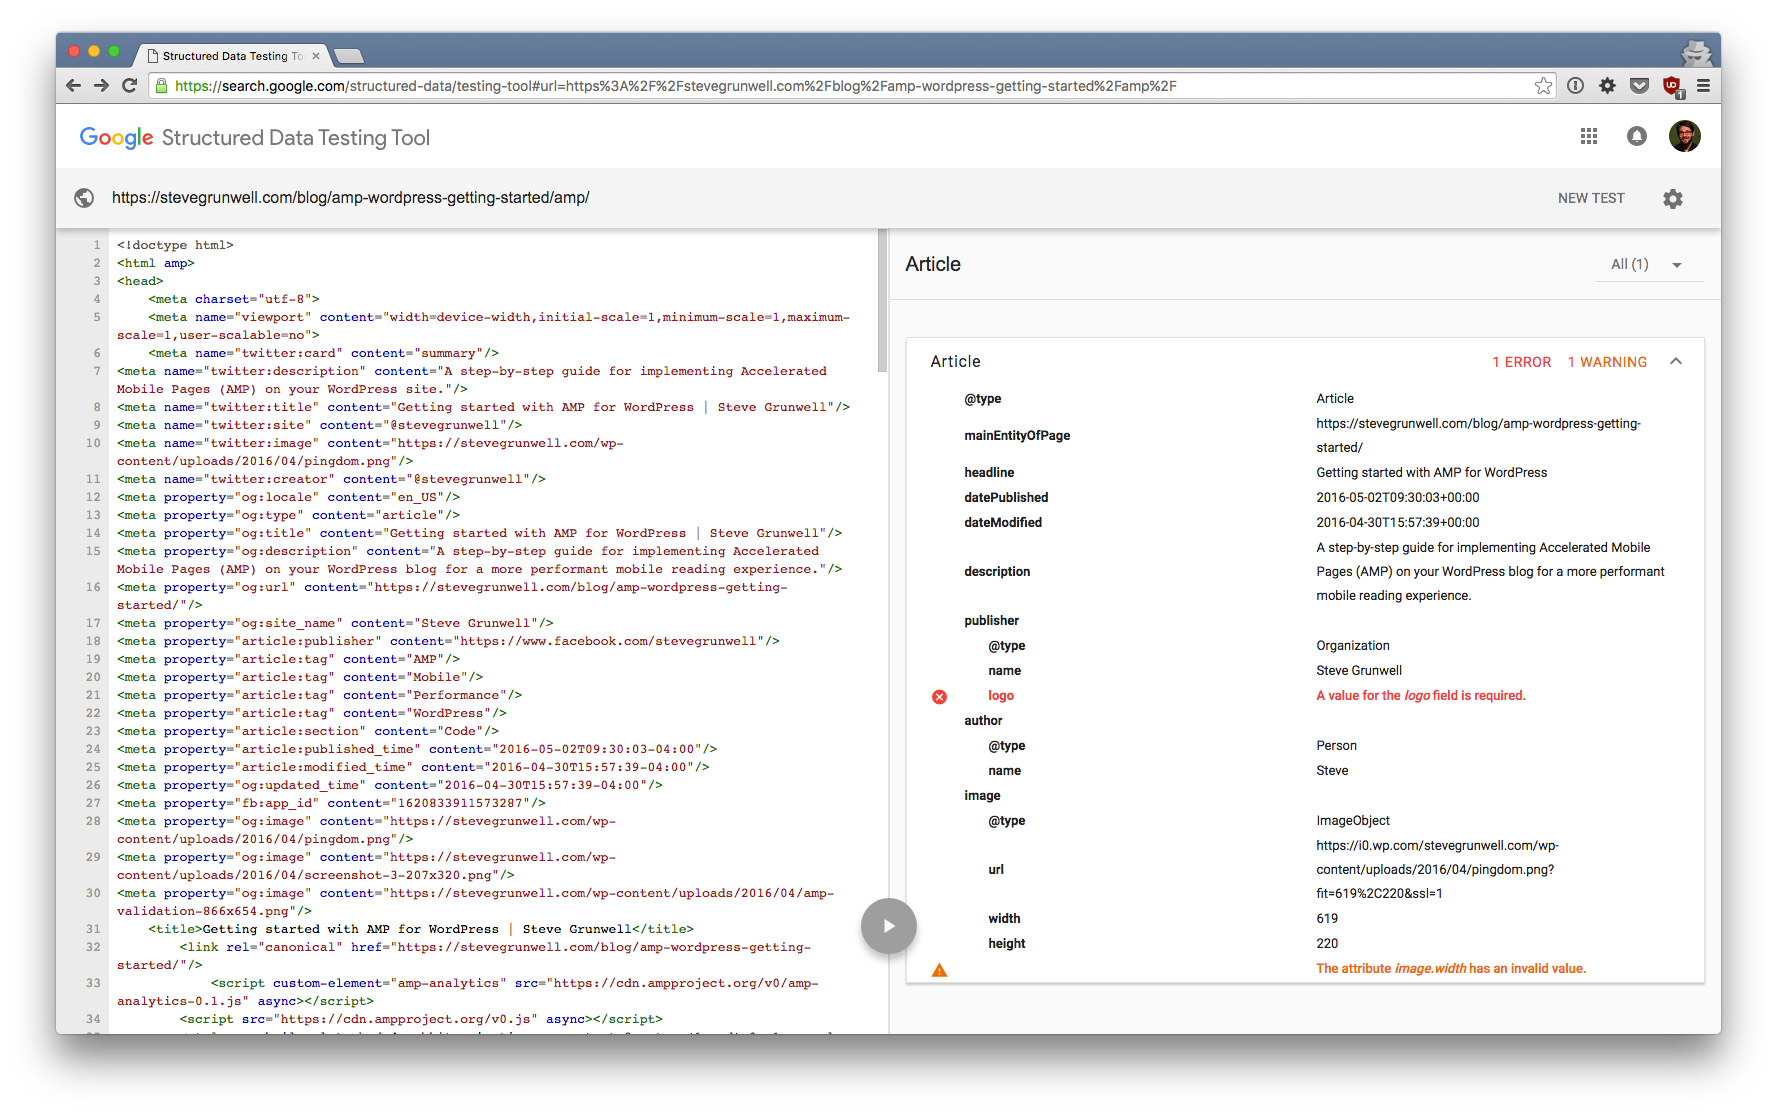 Structured Data Testing To
https://search.google.com/structured-data/testing-tool#url=https%3A%2F%2Fstevegrunwell.com%2Fblog%2Famp-wordpress-getting-started%2Famp%2F
1
Google Structured Data Testing Tool
https://stevegrunwell.com/blog/amp-wordpress-getting-started/amp/
NEW TEST
1 <!doctype html>
2 <html amp>
3 <head>
4 <meta charset="utf-8">
5 <meta name="viewport" content="width=device-width,initial-scale=1,minimum-scale=1,maximum-
scale=1,user-scalable=no">
6 <meta name="twitter:card" content="summary"/>
7 <meta name="twitter:description" content="A step-by-step guide for implementing Accelerated
Mobile Pages (AMP) on your WordPress site."/>
8 <meta name="twitter:title" content="Getting started with AMP for WordPress | Steve Grunwell"/>
9 <meta name="twitter:site" content="@stevegrunwell"/>
10 <meta name="twitter:image" content="https://stevegrunwell.com/wp-
content/uploads/2016/04/pingdom.png"/>
11 <meta name="twitter:creator" content="@stevegrunwell"/>
12 <meta property="og:locale" content="en_US"/>
13 <meta property="og:type" content="article"/>
14 <meta property="og:title" content="Getting started with AMP for WordPress | Steve Grunwell"/>
15 <meta property="og:description" content="A step-by-step guide for implementing Accelerated
Mobile Pages (AMP) on your WordPress blog for a more performant mobile reading experience."/>
16 <meta property="og:url" content="https://stevegrunwell.com/blog/amp-wordpress-getting-
started/"/>
17 <meta property="og:site_name" content="Steve Grunwell"/>
18 <meta property="article:publisher" content="https://www.facebook.com/stevegrunwell"/>
19 <meta property="article:tag" content="AMP"/>
20 <meta property="article:tag" content="Mobile"/>
21 <meta property="article:tag" content="Performance"/>
22 <meta property="article:tag" content="WordPress"/>
23 <meta property="article:section" content="Code"/>
24 <meta property="article:published_time" content="2016-05-02T09:30:03-04:00"/>
25 <meta property="article:modified_time" content="2016-04-30T15:57:39-04:00"/>
26 <meta property="og:updated_time" content="2016-04-30T15:57:39-04:00"/>
27 <meta property="fb:app_id" content="1620833911573287"/>
28 <meta property="og:image" content="https://stevegrunwell.com/wp-
content/uploads/2016/04/pingdom.png"/>
29 <meta property="og:image" content="https://stevegrunwell.com/wp-
content/uploads/2016/04/screenshot-3-207x320.png"/>
30 <meta property="og:image" content="https://stevegrunwell.com/wp-content/uploads/2016/04/amp-
validation-866x654.png"/>
31 <title>Getting started with AMP for WordPress | Steve Grunwell</title>
32 <link rel="canonical" href="https://stevegrunwell.com/blog/amp-wordpress-getting-
started/"/>
33 <script custom-element="amp-analytics" src="https://cdn.ampproject.org/v0/amp-
analytics-0.1.js" async></script>
34 <script src="https://cdn.ampproject.org/v0.js" async></script>
Article
All (1)
Article 1 ERROR 1 WARNING
@type Article
mainEntityOfPage https://stevegrunwell.com/blog/amp-wordpress-getting-
started/
headline Getting started with AMP for WordPress
datePublished 2016-05-02T09:30:03+00:00
dateModified 2016-04-30T15:57:39+00:00
description A step-by-step guide for implementing Accelerated Mobile
Pages (AMP) on your WordPress blog for a more performant
mobile reading experience.
publisher
@type Organization
name Steve Grunwell
logo A value for the logo field is required.
author
@type Person
name Steve
image
@type ImageObject
url https://i0.wp.com/stevegrunwell.com/wp-
content/uploads/2016/04/pingdom.png?
fit=619%2C220&ssl=1
width 619
height 220
The attribute image.width has an invalid value.